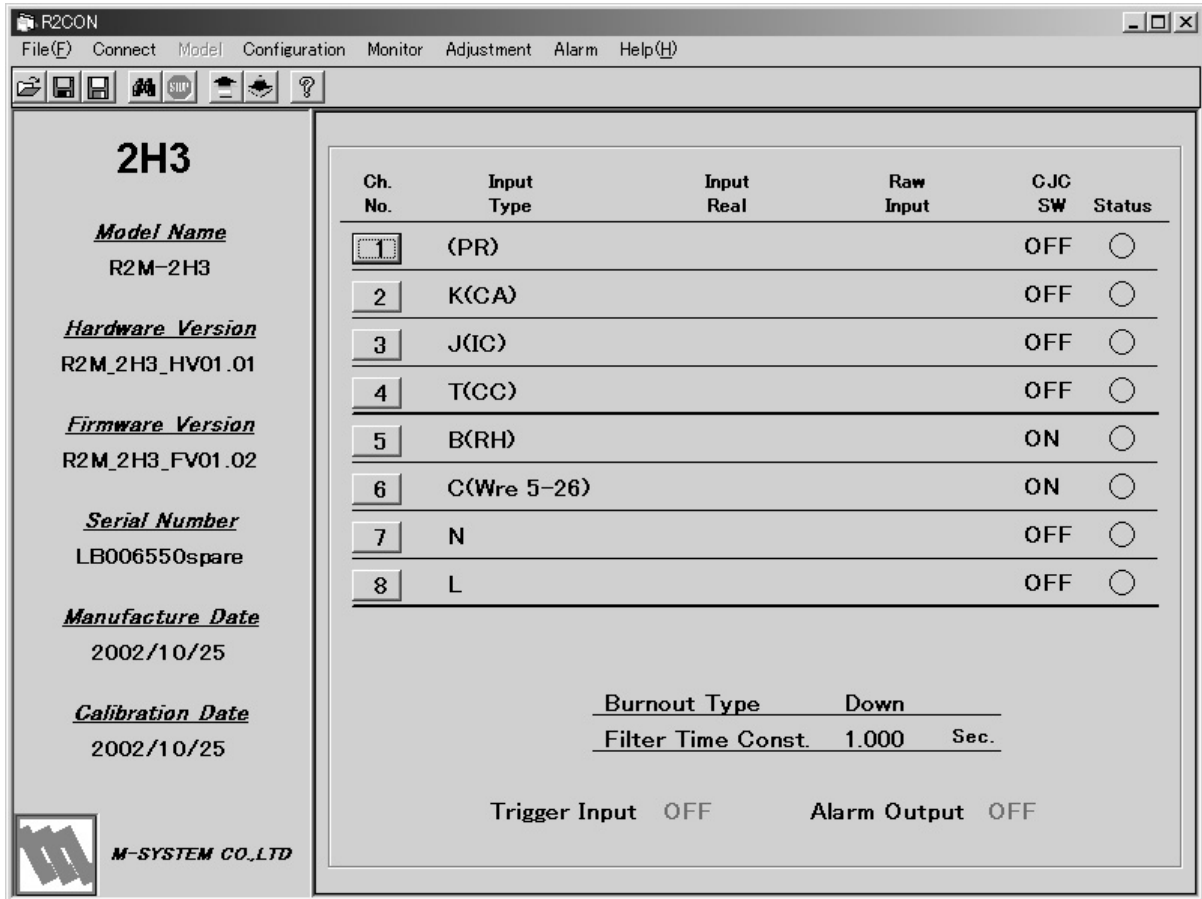 R2CON
File(F) Connect Model Configuration Monitor Adjustment Alarm Help(H)
STOP
2H3
Model Name
R2M-2H3
Hardware Version
R2M_2H3_HV01.01
Firmware Version
R2M_2H3_FV01.02
Serial Number
LB006550spare
Manufacture Date
2002/10/25
Calibration Date
2002/10/25
M-SYSTEM CO.,LTD
Ch. Input Input Raw CJC
No. Type Real Input SW Status
1 (PR) OFF
2 K(CA) OFF
3 J(IC) OFF
4 T(CC) OFF
5 B(RH) ON
6 C(Wre 5-26) ON
7 N OFF
8 L OFF
Burnout Type Down
Filter Time Const. 1.000 Sec.
Trigger Input OFF Alarm Output OFF